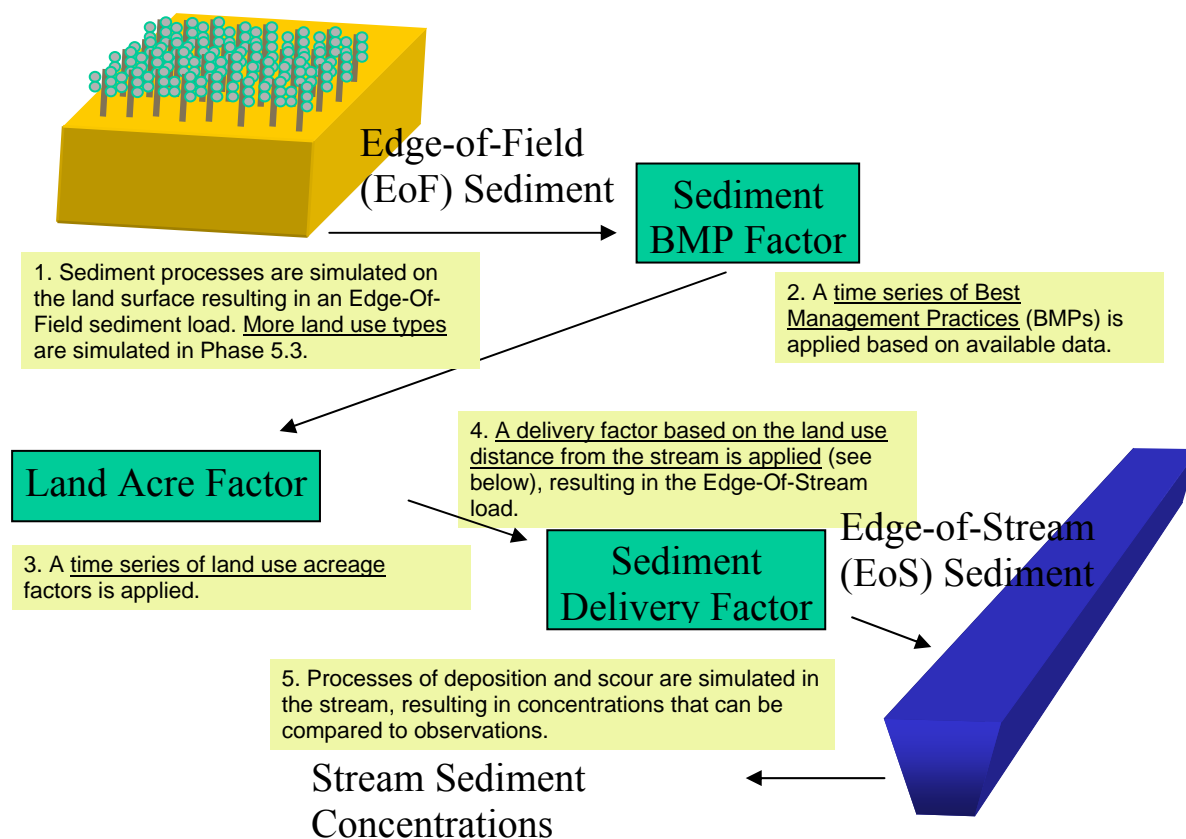 Edge-of-Field
(EoF) Sediment
Sediment
BMP Factor
1. Sediment processes are simulated on
the land surface resulting in an Edge-Of-
Field sediment load. More land use types
are simulated in Phase 5.3.
2. A time series of Best
Management Practices (BMPs) is
applied based on available data.
Land Acre Factor
3. A time series of land use acreage
factors is applied.
4. A delivery factor based on the land use
distance from the stream is applied (see
below), resulting in the Edge-Of-Stream
load.
Sediment
Delivery Factor
Edge-of-Stream
(EoS) Sediment
5. Processes of deposition and scour are simulated in
the stream, resulting in concentrations that can be
compared to observations.
Stream Sediment
Concentrations